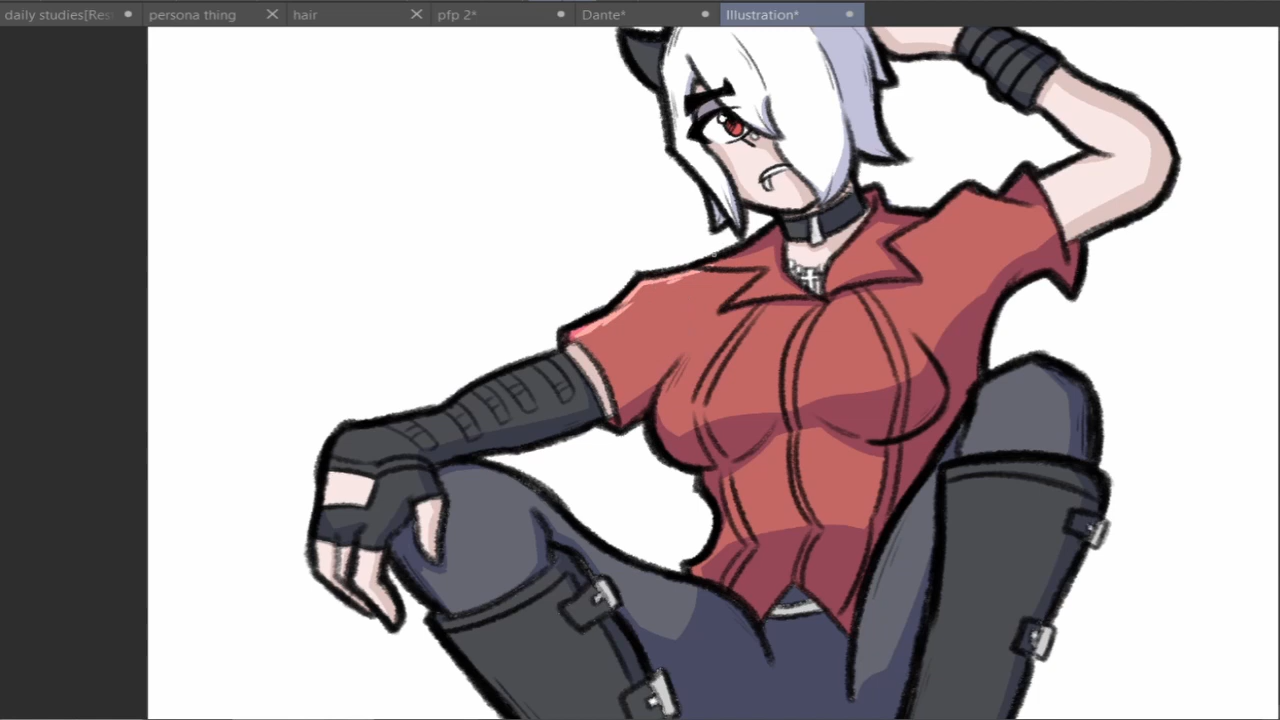 daily studies[Res
persona thing
hair
pfp 2*
Dante*
Illustration*